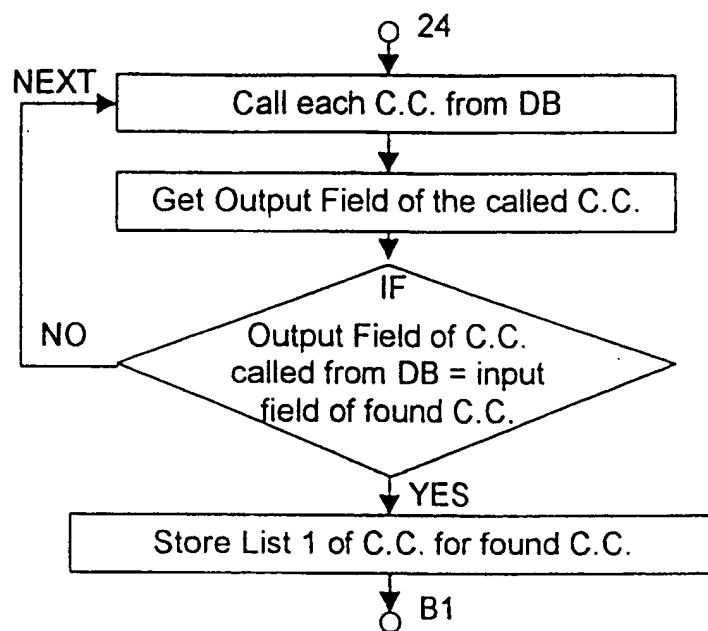 24
NEXT
Call each C.C. from DB
Get Output Field of the called C.C.
IF
NO
Output Field of C.C.
called from DB = input
field of found C.C.
YES
Store List 1 of C.C. for found C.C.
B1